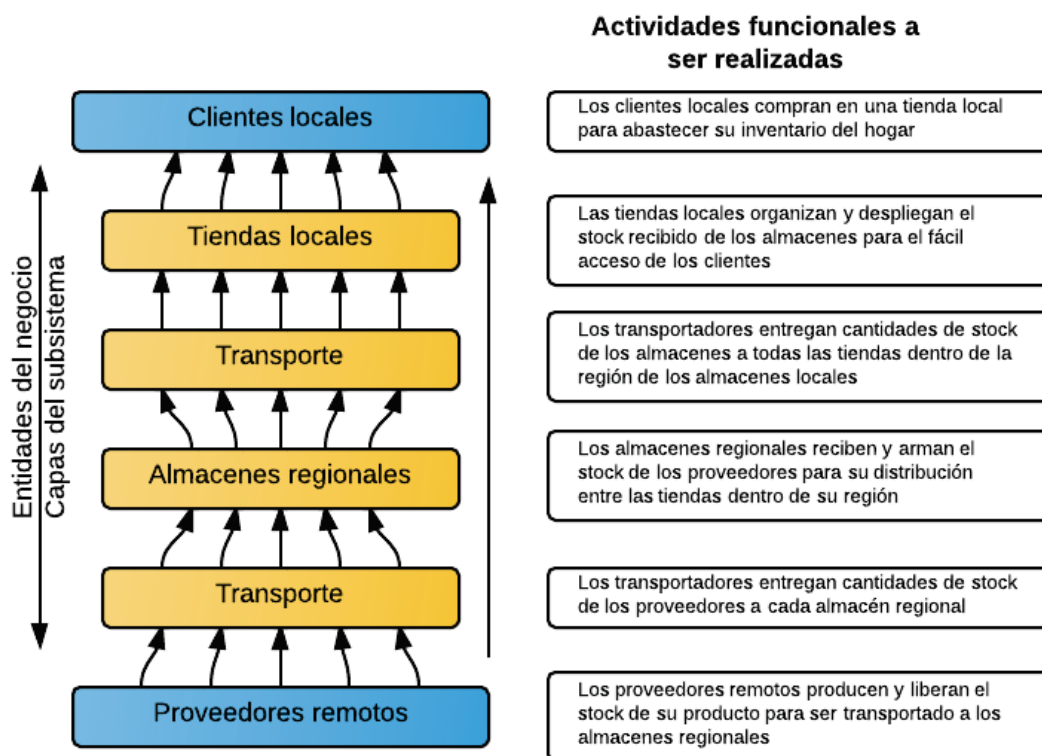 Actividades funcionales a
ser realizadas
Clientes locales
Los clientes locales compran en una tienda local
para abastecer su inventario del hogar
Tiendas locales
Las tiendas locales organizan y despliegan el
stock recibido de los almacenes para el fácil
acceso de los clientes
Transporte
Los transportadores entregan cantidades de stock
de los almacenes a todas las tiendas dentro de la
región de los almacenes locales
Almacenes regionales
Los almacenes regionales reciben y arman el
stock de los proveedores para su distribución
entre las tiendas dentro de su región
Transporte
Los transportadores entregan cantidades de stock
de los proveedores a cada almacén regional
Proveedores remotos
Los proveedores remotos producen y liberan el
stock de su producto para ser transportado a los
almacenes regionales
Entidades del negocio
Capas del subsistema